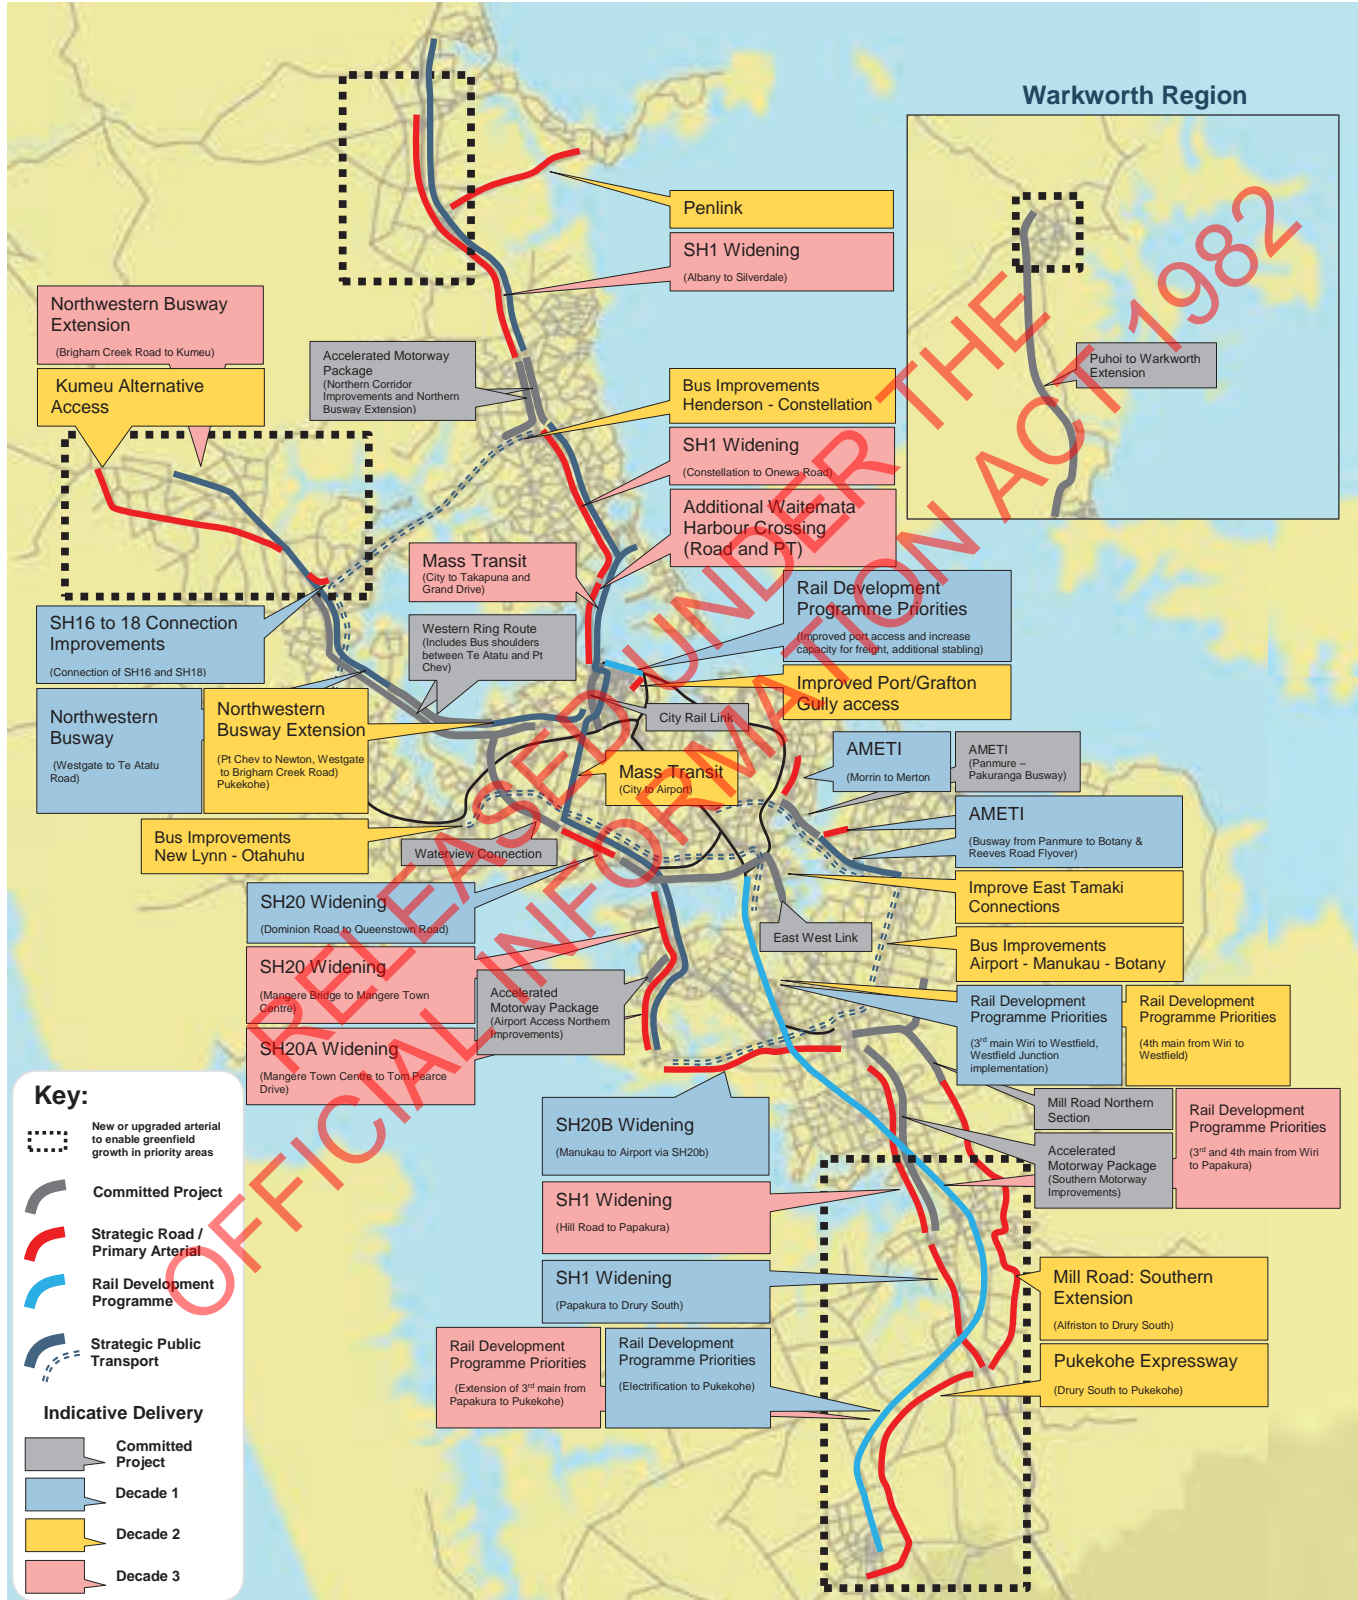 Warkworth Region
Puhoi to Warkworth
Extension
Penlink
SH1 Widening
(Albany to Silverdale)
Northwestern Busway
Extension
(Brigham Creek Road to Kumeu)
Kumeu Alternative
Access
Accelerated Motorway
Package
(Northern Corridor
Improvements and Northern
Busway Extension)
Bus Improvements
Henderson - Constellation
SH1 Widening
(Constellation to Onewa Road)
Additional Waitemata
Harbour Crossing
(Road and PT)
Mass Transit
(City to Takapuna and
Grand Drive)
Rail Development
Programme Priorities
(Improved port access and increase
capacity for freight, additional stabling)
SH16 to 18 Connection
Improvements
(Connection of SH16 and SH18)
Western Ring Route
(Includes Bus shoulders
between Te Atatu and Pt
Chev)
Improved Port/Grafton
Gully access
Northwestern
Busway
(Westgate to Te Atatu
Road)
Northwestern
Busway Extension
(Pt Chev to Newton, Westgate
to Brigham Creek Road)
Pukekohe
City Rail Link
AMETI
(Morrin to Merton
AMETI
(Panmure –
Pakuranga Busway)
Mass Transit
(City to Airport)
AMETI
(Busway from Panmure to Botany &
Reeves Road Flyover)
Bus Improvements
New Lynn - Otahuhu
Waterview Connection
SH20 Widening
(Dominion Road to Queenstown Road)
Improve East Tamaki
Connections
East West Link
Bus Improvements
Airport - Manukau - Botany
SH20 Widening
(Mangere Bridge to Mangere Town
Centre)
Accelerated
Motorway Package
(Airport Access Northern
Improvements)
Rail Development
Programme Priorities
(3rd main Wiri to Westfield,
Westfield Junction
implementation)
Rail Development
Programme Priorities
(4th main from Wiri to
Westfield)
SH20A Widening
(Mangere Town Centre to Tom Pearce
Drive)
Mill Road Northern
Section
Rail Development
Programme Priorities
(3rd and 4th main from Wiri
to Papakura)
SH20B Widening
(Manukau to Airport via SH20b)
Accelerated
Motorway Package
(Southern Motorway
Improvements)
SH1 Widening
(Hill Road to Papakura)
SH1 Widening
(Papakura to Drury South)
Mill Road: Southern
Extension
(Alfriston to Drury South)
Rail Development
Programme Priorities
(Extension of 3rd main from
Papakura to Pukekohe)
Rail Development
Programme Priorities
(Electrification to Pukekohe)
Pukekohe Expressway
(Drury South to Pukekohe)
Key:
New or upgraded arterial
to enable greenfield
growth in priority areas
Committed Project
Strategic Road /
Primary Arterial
Rail Development
Programme
Strategic Public
Transport
Indicative Delivery
Committed
Project
Decade 1
Decade 2
Decade 3
RELEASED UNDER THE
OFFICIAL INFORMATION ACT 1982